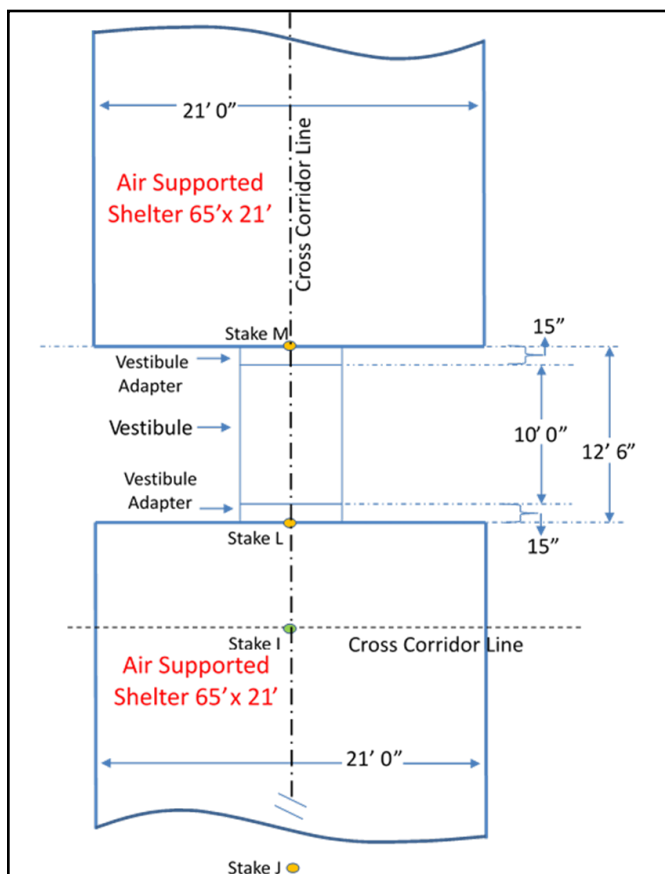 21’ 0”
Cross Corridor Line
Air Supported
Shelter 65’x 21’
Stake M
15”
Vestibule
Adapter
Vestibule
10’ 0”
12’ 6”
Vestibule
Adapter
Stake L
15”
Stake I
Cross Corridor Line
Air Supported
Shelter 65’x 21’
21’ 0”
Stake J